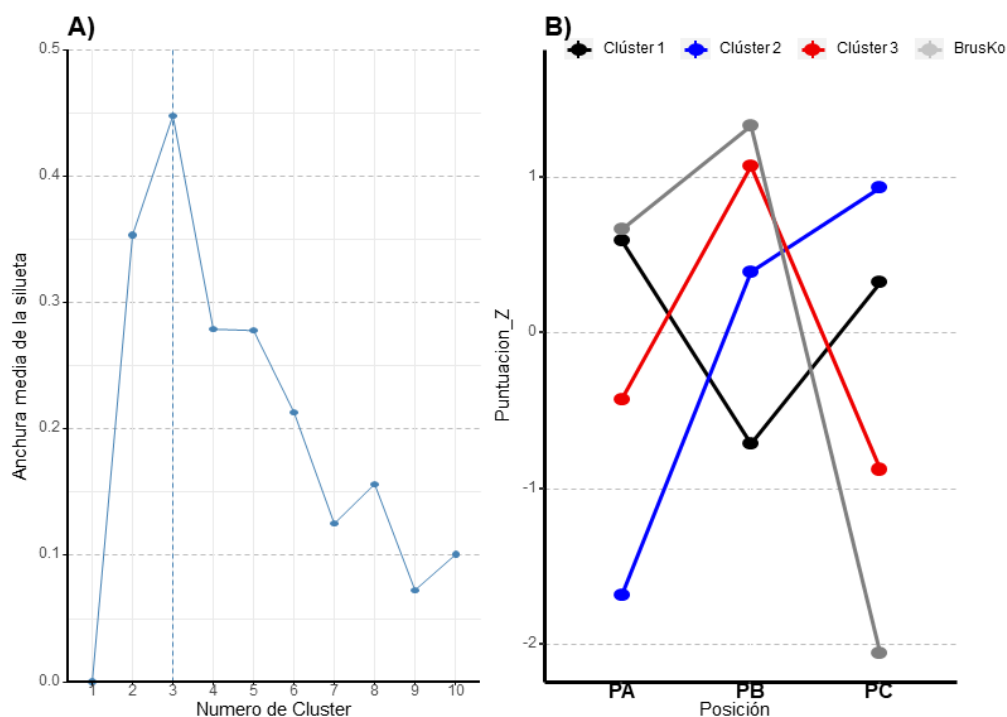 A)
Anchura media de la silueta
0.5
0.4
0.3
0.2
0.1
0.0
1 2 3 4 5 6 7 8 9 10
Numero de Cluster
B)
Clúster 1 Clúster 2 Clúster 3 BrusKo
Puntuacion_Z
1
0
-1
-2
PA PB PC
Posición